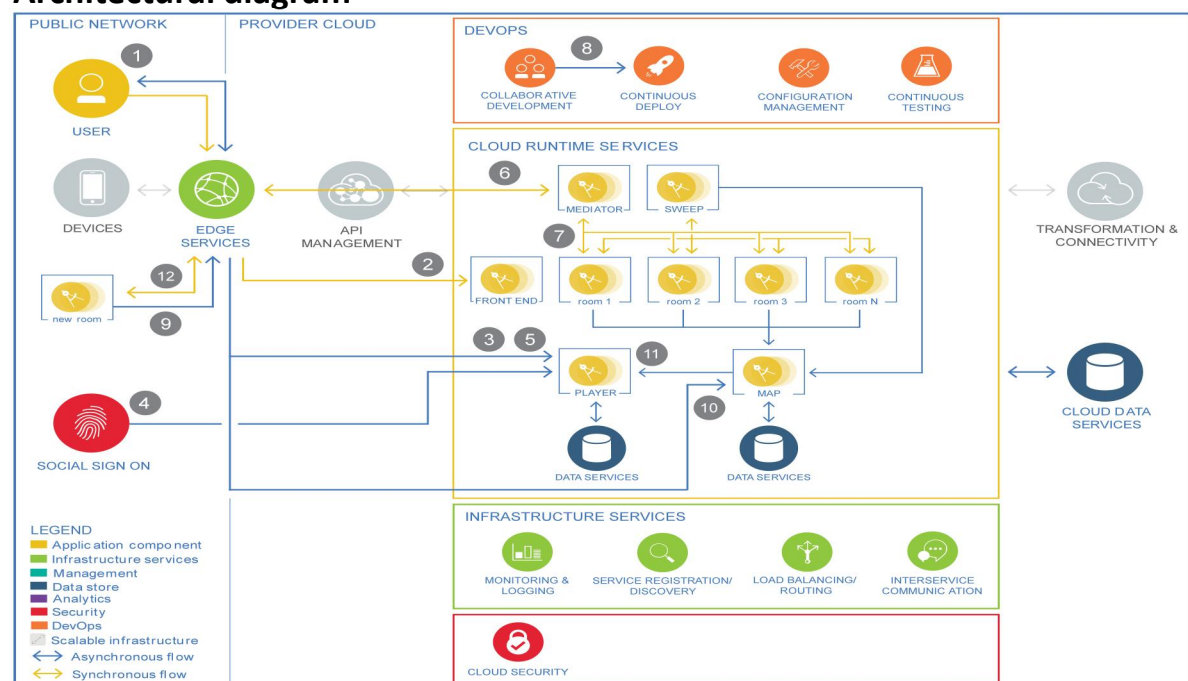 Architectural diagram
PUBLIC NETWORK
PROVIDER CLOUD
DEVOPS
1
8
COLLABORATIVE
DEVELOPMENT
CONTINUOUS
DEPLOY
CONFIGURATION
MANAGEMENT
CONTINUOUS
TESTING
USER
CLOUD RUNTIME SERVICES
6
MEDIATOR
SWEEP
DEVICES
EDGE
SERVICES
API
MANAGEMENT
TRANSFORMATION &
CONNECTIVITY
7
2
12
new room
9
FRONT END
room 1
room 2
room 3
room N
3
5
11
PLAYER
MAP
10
4
SOCIAL SIGN ON
DATA SERVICES
DATA SERVICES
CLOUD DATA
SERVICES
INFRASTRUCTURE SERVICES
MONITORING &
LOGGING
SERVICE REGISTRATION/
DISCOVERY
LOAD BALANCING/
ROUTING
INTERSERVICE
COMMUNICATION
CLOUD SECURITY
LEGEND
Application component
Infrastructure services
Management
Data store
Analytics
Security
DevOps
Scalable infrastructure
Asynchronous flow
Synchronous flow